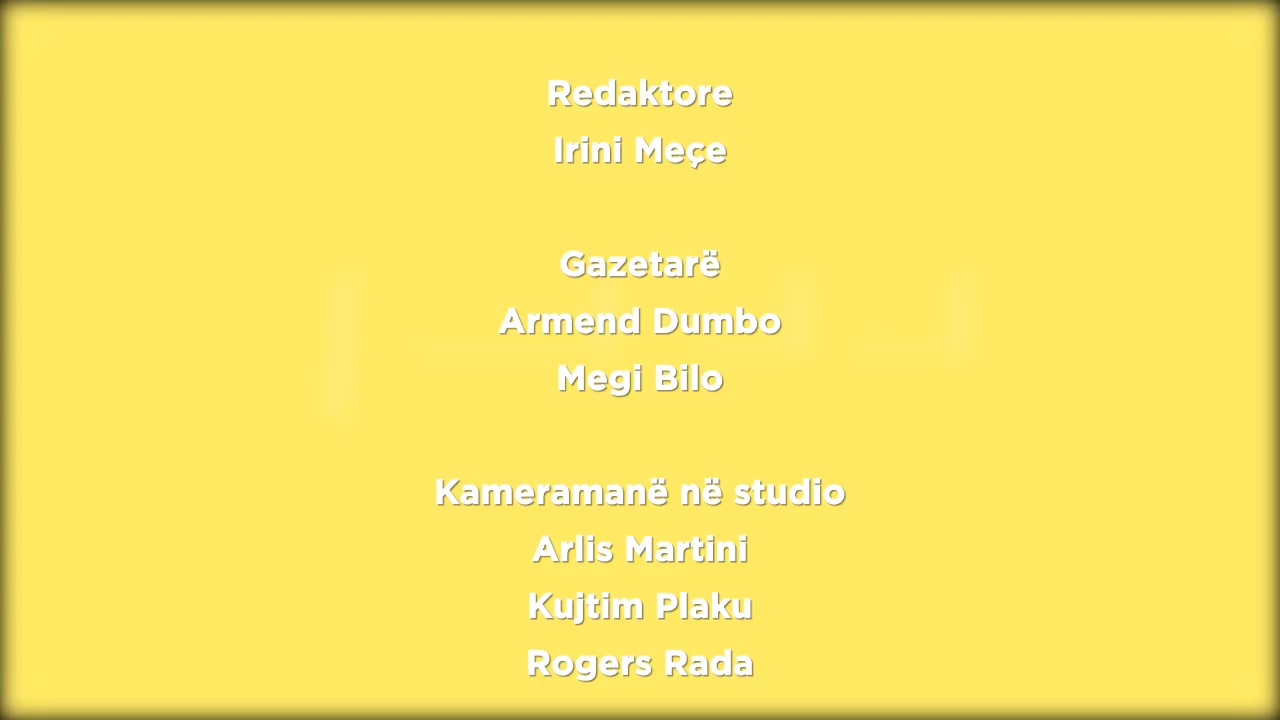 Redaktore
Irini Meçe
Gazetarë
Armend Dumbo
Megi Bilo
Kameramanë në studio
Arlis Martini
Kujtim Plaku
Rogers Rada